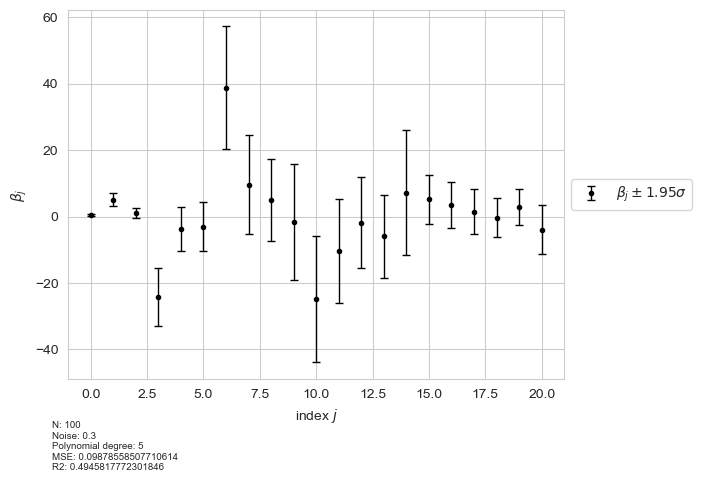 60
40
20
0
−20
−40
βj
0.0 2.5 5.0 7.5 10.0 12.5 15.0 17.5 20.0
index j
βj ± 1.95σ
N: 100
Noise: 0.3
Polynomial degree: 5
MSE: 0.09878558507710614
R2: 0.4945817772301846